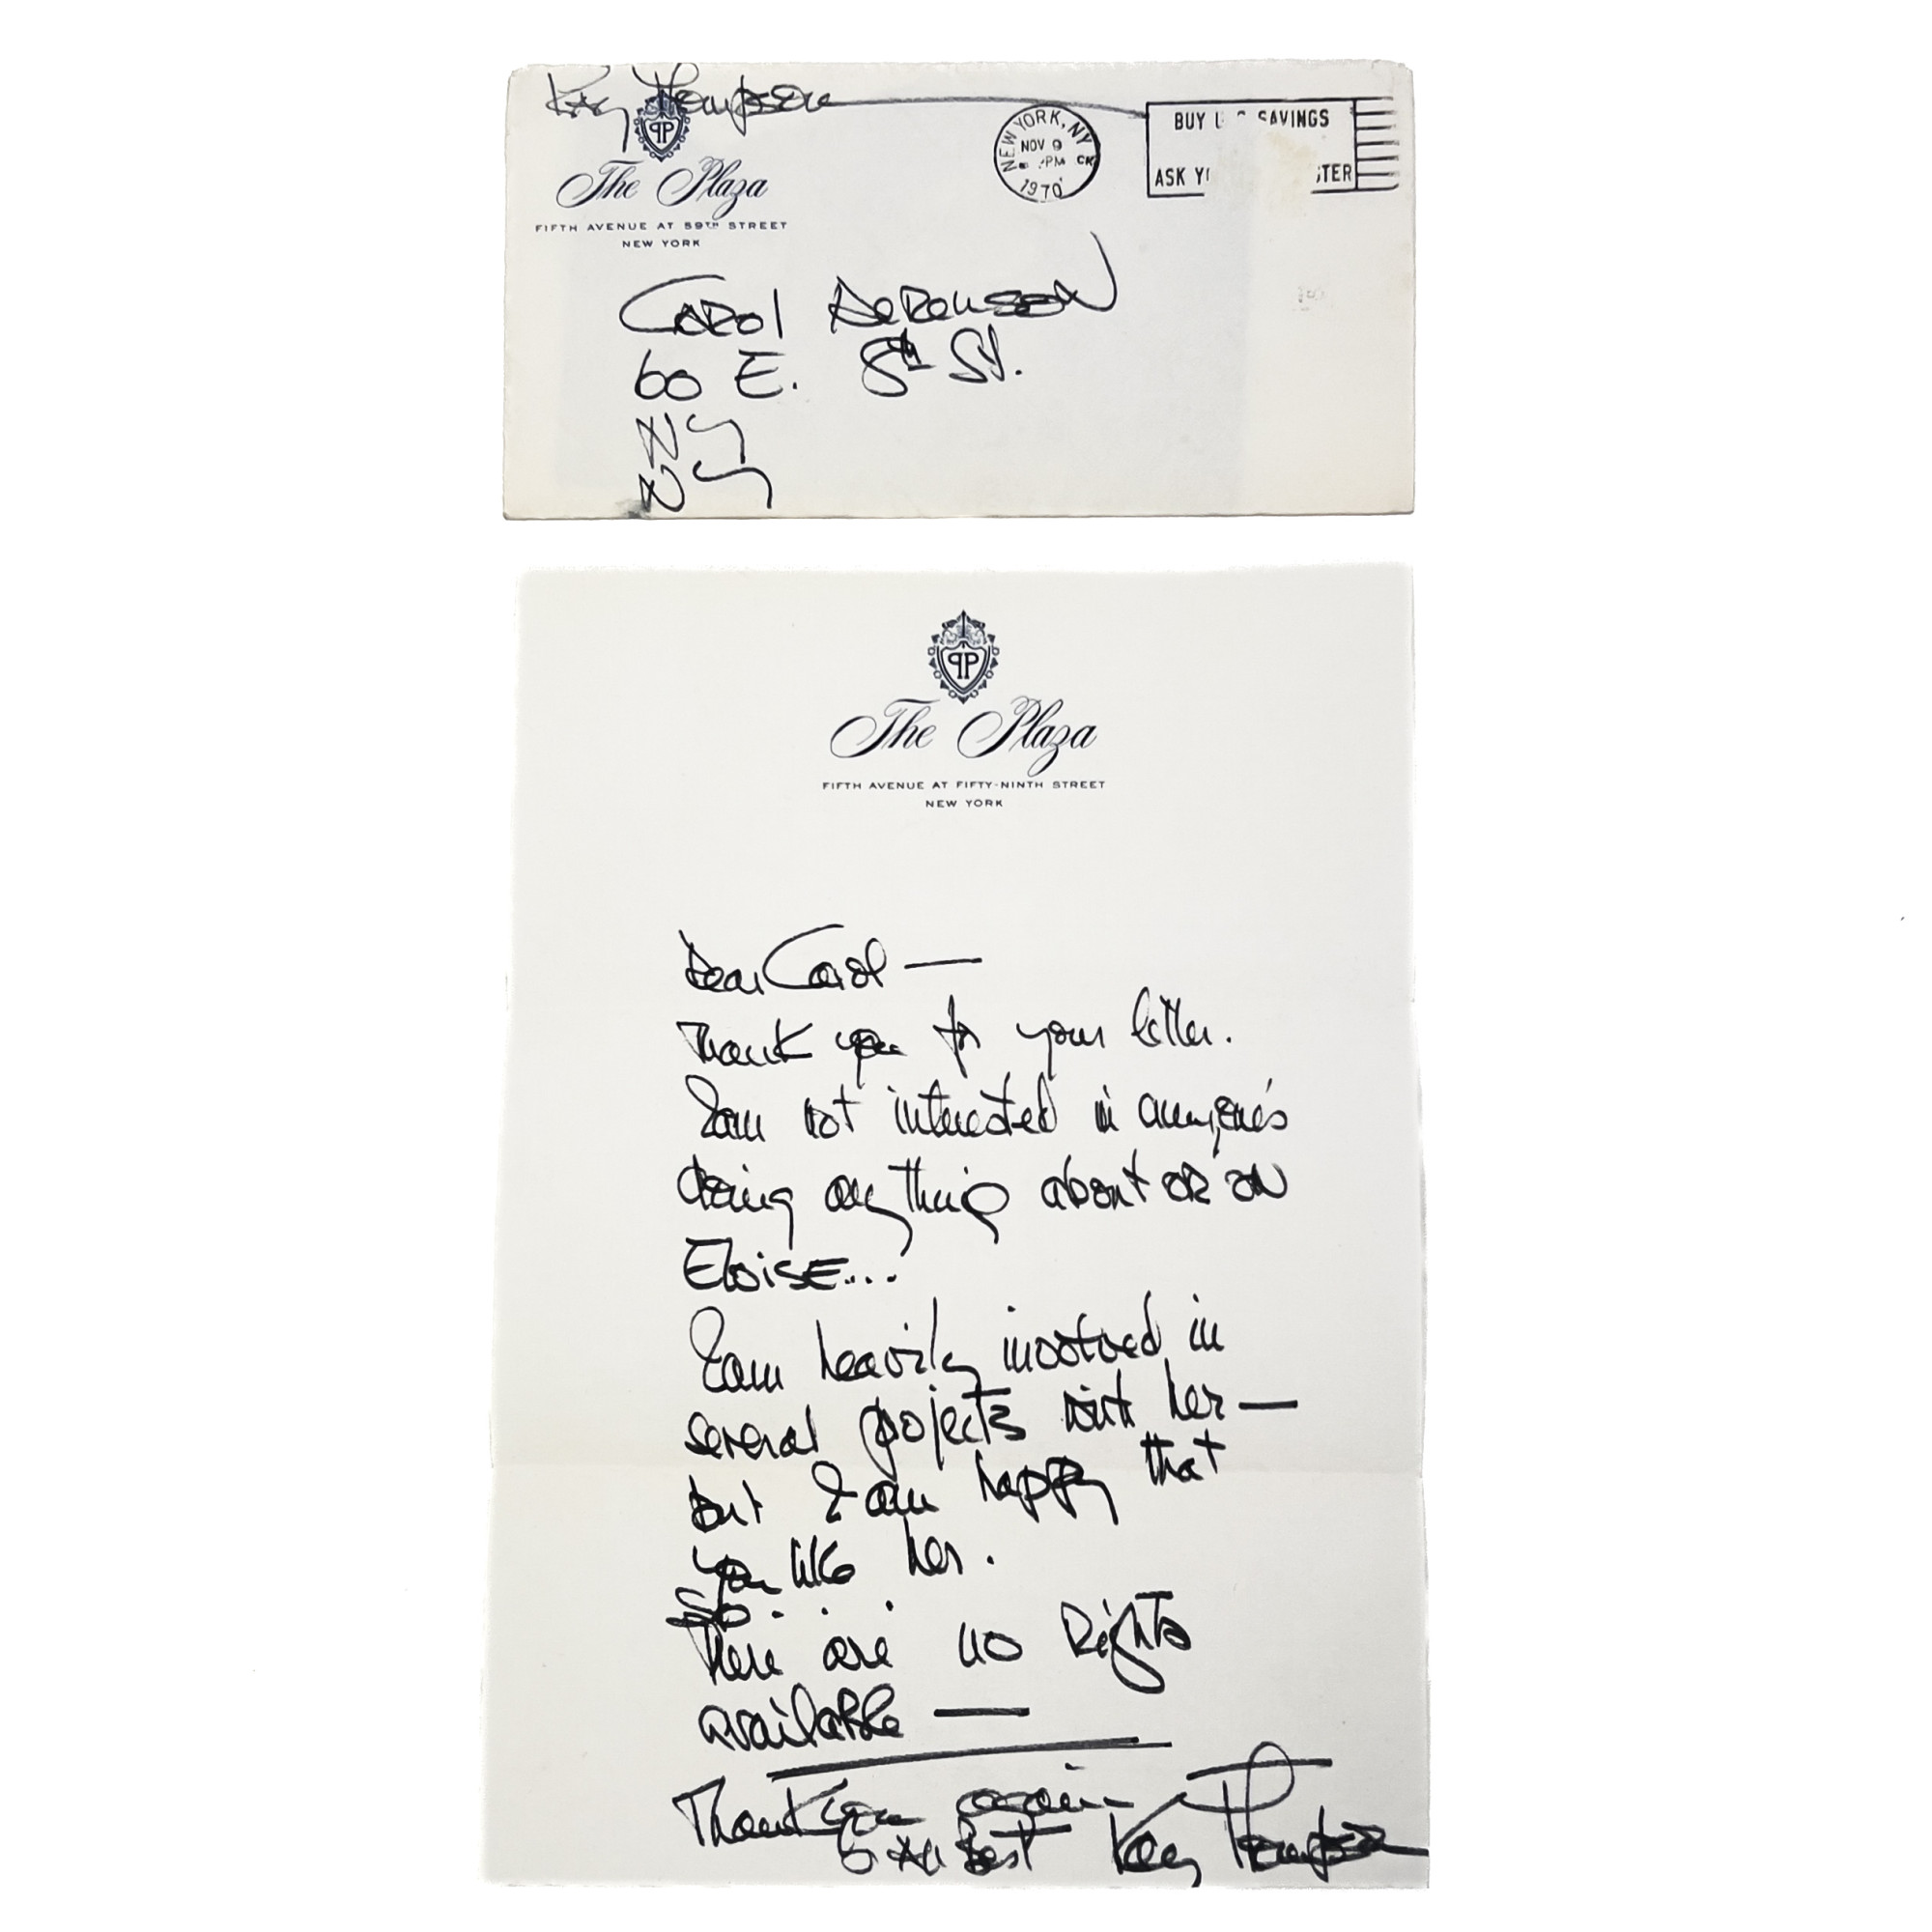 Kay Thompson
PP
The Plaza
FIFTH AVENUE AT 59TH STREET
NEW YORK
NEW YORK, NY
NOV 9
PM CK
1970
BUY U S SAVINGS
ASK Y TER
Carol
60 E. 8th St.
NY
NY
PP
The Plaza
FIFTH AVENUE AT FIFTY-NINTH STREET
NEW YORK
Dear Carol —
Thank you for your letter.
I am not interested in anyone's
doing anything about or on
Eloise...
I am heavily involved in
several projects with her —
but I am happy that
you like her.
So . . .
There are no Rights
available —
Thank you again
& All Best Kay Thompson